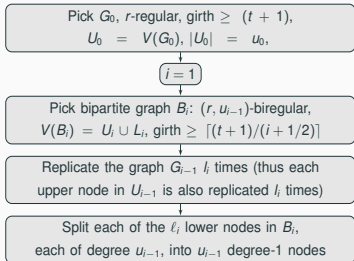 Pick G₀, r-regular, girth ≥ (t + 1),
U₀ = V(G₀), |U₀| = u₀,
i = 1
Pick bipartite graph Bᵢ: (r, uᵢ₋₁)-biregular,
V(Bᵢ) = Uᵢ ∪ Lᵢ, girth ≥ ⌈(t + 1)/(i + 1/2)⌉
Replicate the graph Gᵢ₋₁ lᵢ times (thus each
upper node in Uᵢ₋₁ is also replicated lᵢ times)
Split each of the ℓᵢ lower nodes in Bᵢ,
each of degree uᵢ₋₁, into uᵢ₋₁ degree-1 nodes